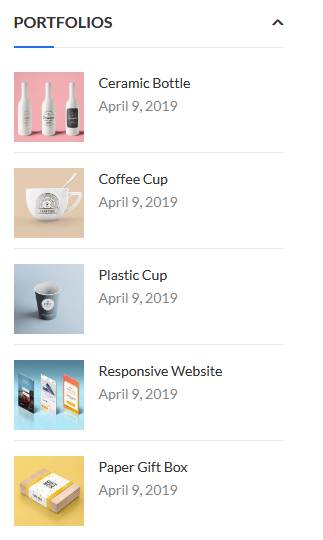 PORTFOLIOS
Ceramic Bottle
April 9, 2019
Coffee Cup
April 9, 2019
Plastic Cup
April 9, 2019
Responsive Website
April 9, 2019
Paper Gift Box
April 9, 2019